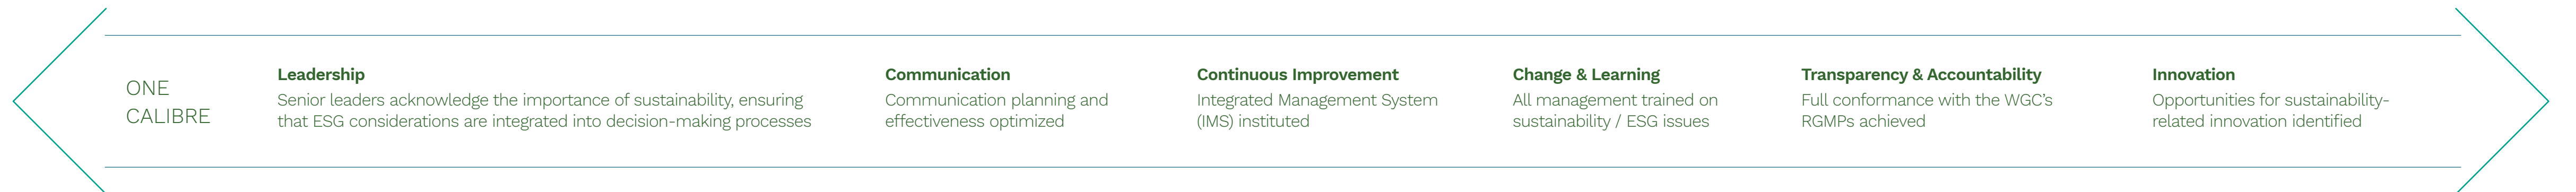 ONE
CALIBRE
Leadership
Senior leaders acknowledge the importance of sustainability, ensuring
that ESG considerations are integrated into decision-making processes
Communication
Communication planning and
effectiveness optimized
Continuous Improvement
Integrated Management System
(IMS) instituted
Change & Learning
All management trained on
sustainability / ESG issues
Transparency & Accountability
Full conformance with the WGC’s
RGMPs achieved
Innovation
Opportunities for sustainability-
related innovation identified